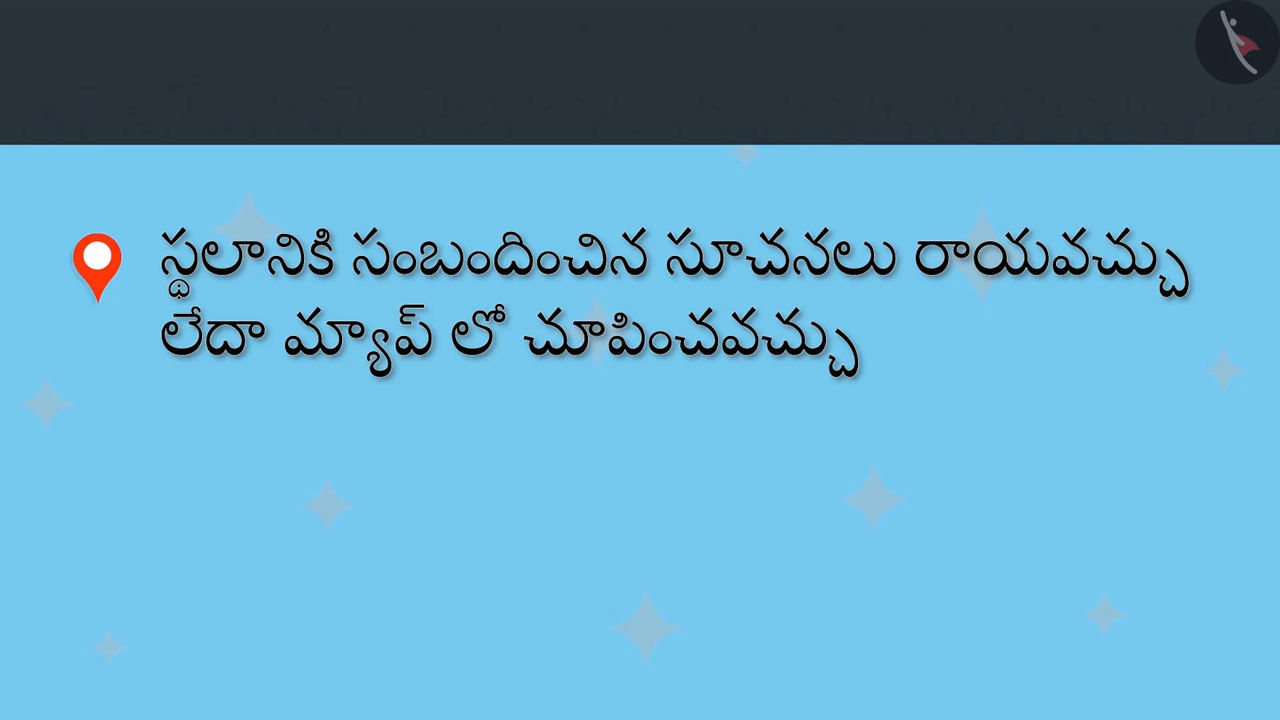 స్థలానికి సంబందించిన సూచనలు రాయవచ్చు
లేదా మ్యాప్ లో చూపించవచ్చు